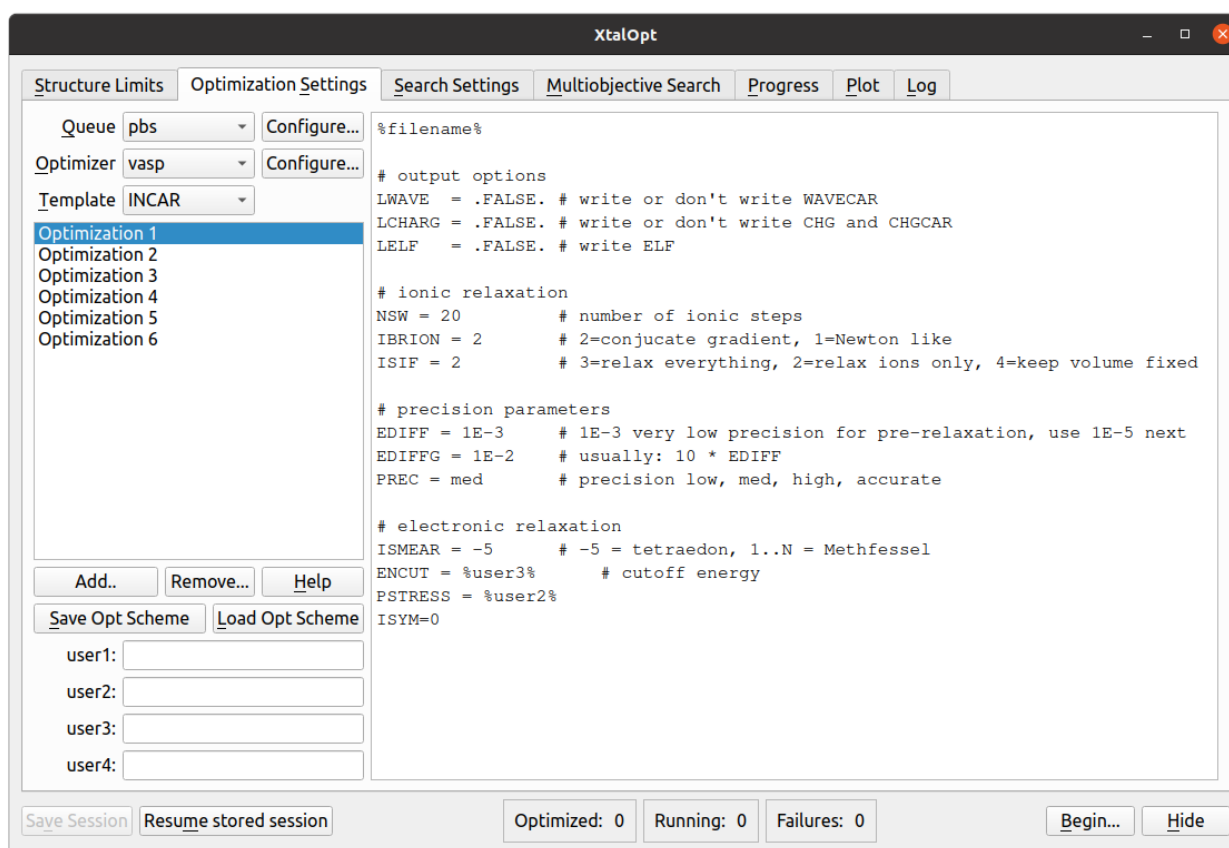 XtalOpt
Structure Limits Optimization Settings Search Settings Multiobjective Search Progress Plot Log
Queue pbs Configure...
Optimizer vasp Configure...
Template INCAR
Optimization 1
Optimization 2
Optimization 3
Optimization 4
Optimization 5
Optimization 6
Add.. Remove... Help
Save Opt Scheme Load Opt Scheme
user1:
user2:
user3:
user4:
%filename%
# output options
LWAVE = .FALSE. # write or don't write WAVECAR
LCHARG = .FALSE. # write or don't write CHG and CHGCAR
LELF = .FALSE. # write ELF
# ionic relaxation
NSW = 20 # number of ionic steps
IBRION = 2 # 2=conjucate gradient, 1=Newton like
ISIF = 2 # 3=relax everything, 2=relax ions only, 4=keep volume fixed
# precision parameters
EDIFF = 1E-3 # 1E-3 very low precision for pre-relaxation, use 1E-5 next
EDIFFG = 1E-2 # usually: 10 * EDIFF
PREC = med # precision low, med, high, accurate
# electronic relaxation
ISMEAR = -5 # -5 = tetraedon, 1..N = Methfessel
ENCUT = %user3% # cutoff energy
PSTRESS = %user2%
ISYM=0
Save Session Resume stored session Optimized: 0 Running: 0 Failures: 0 Begin... Hide